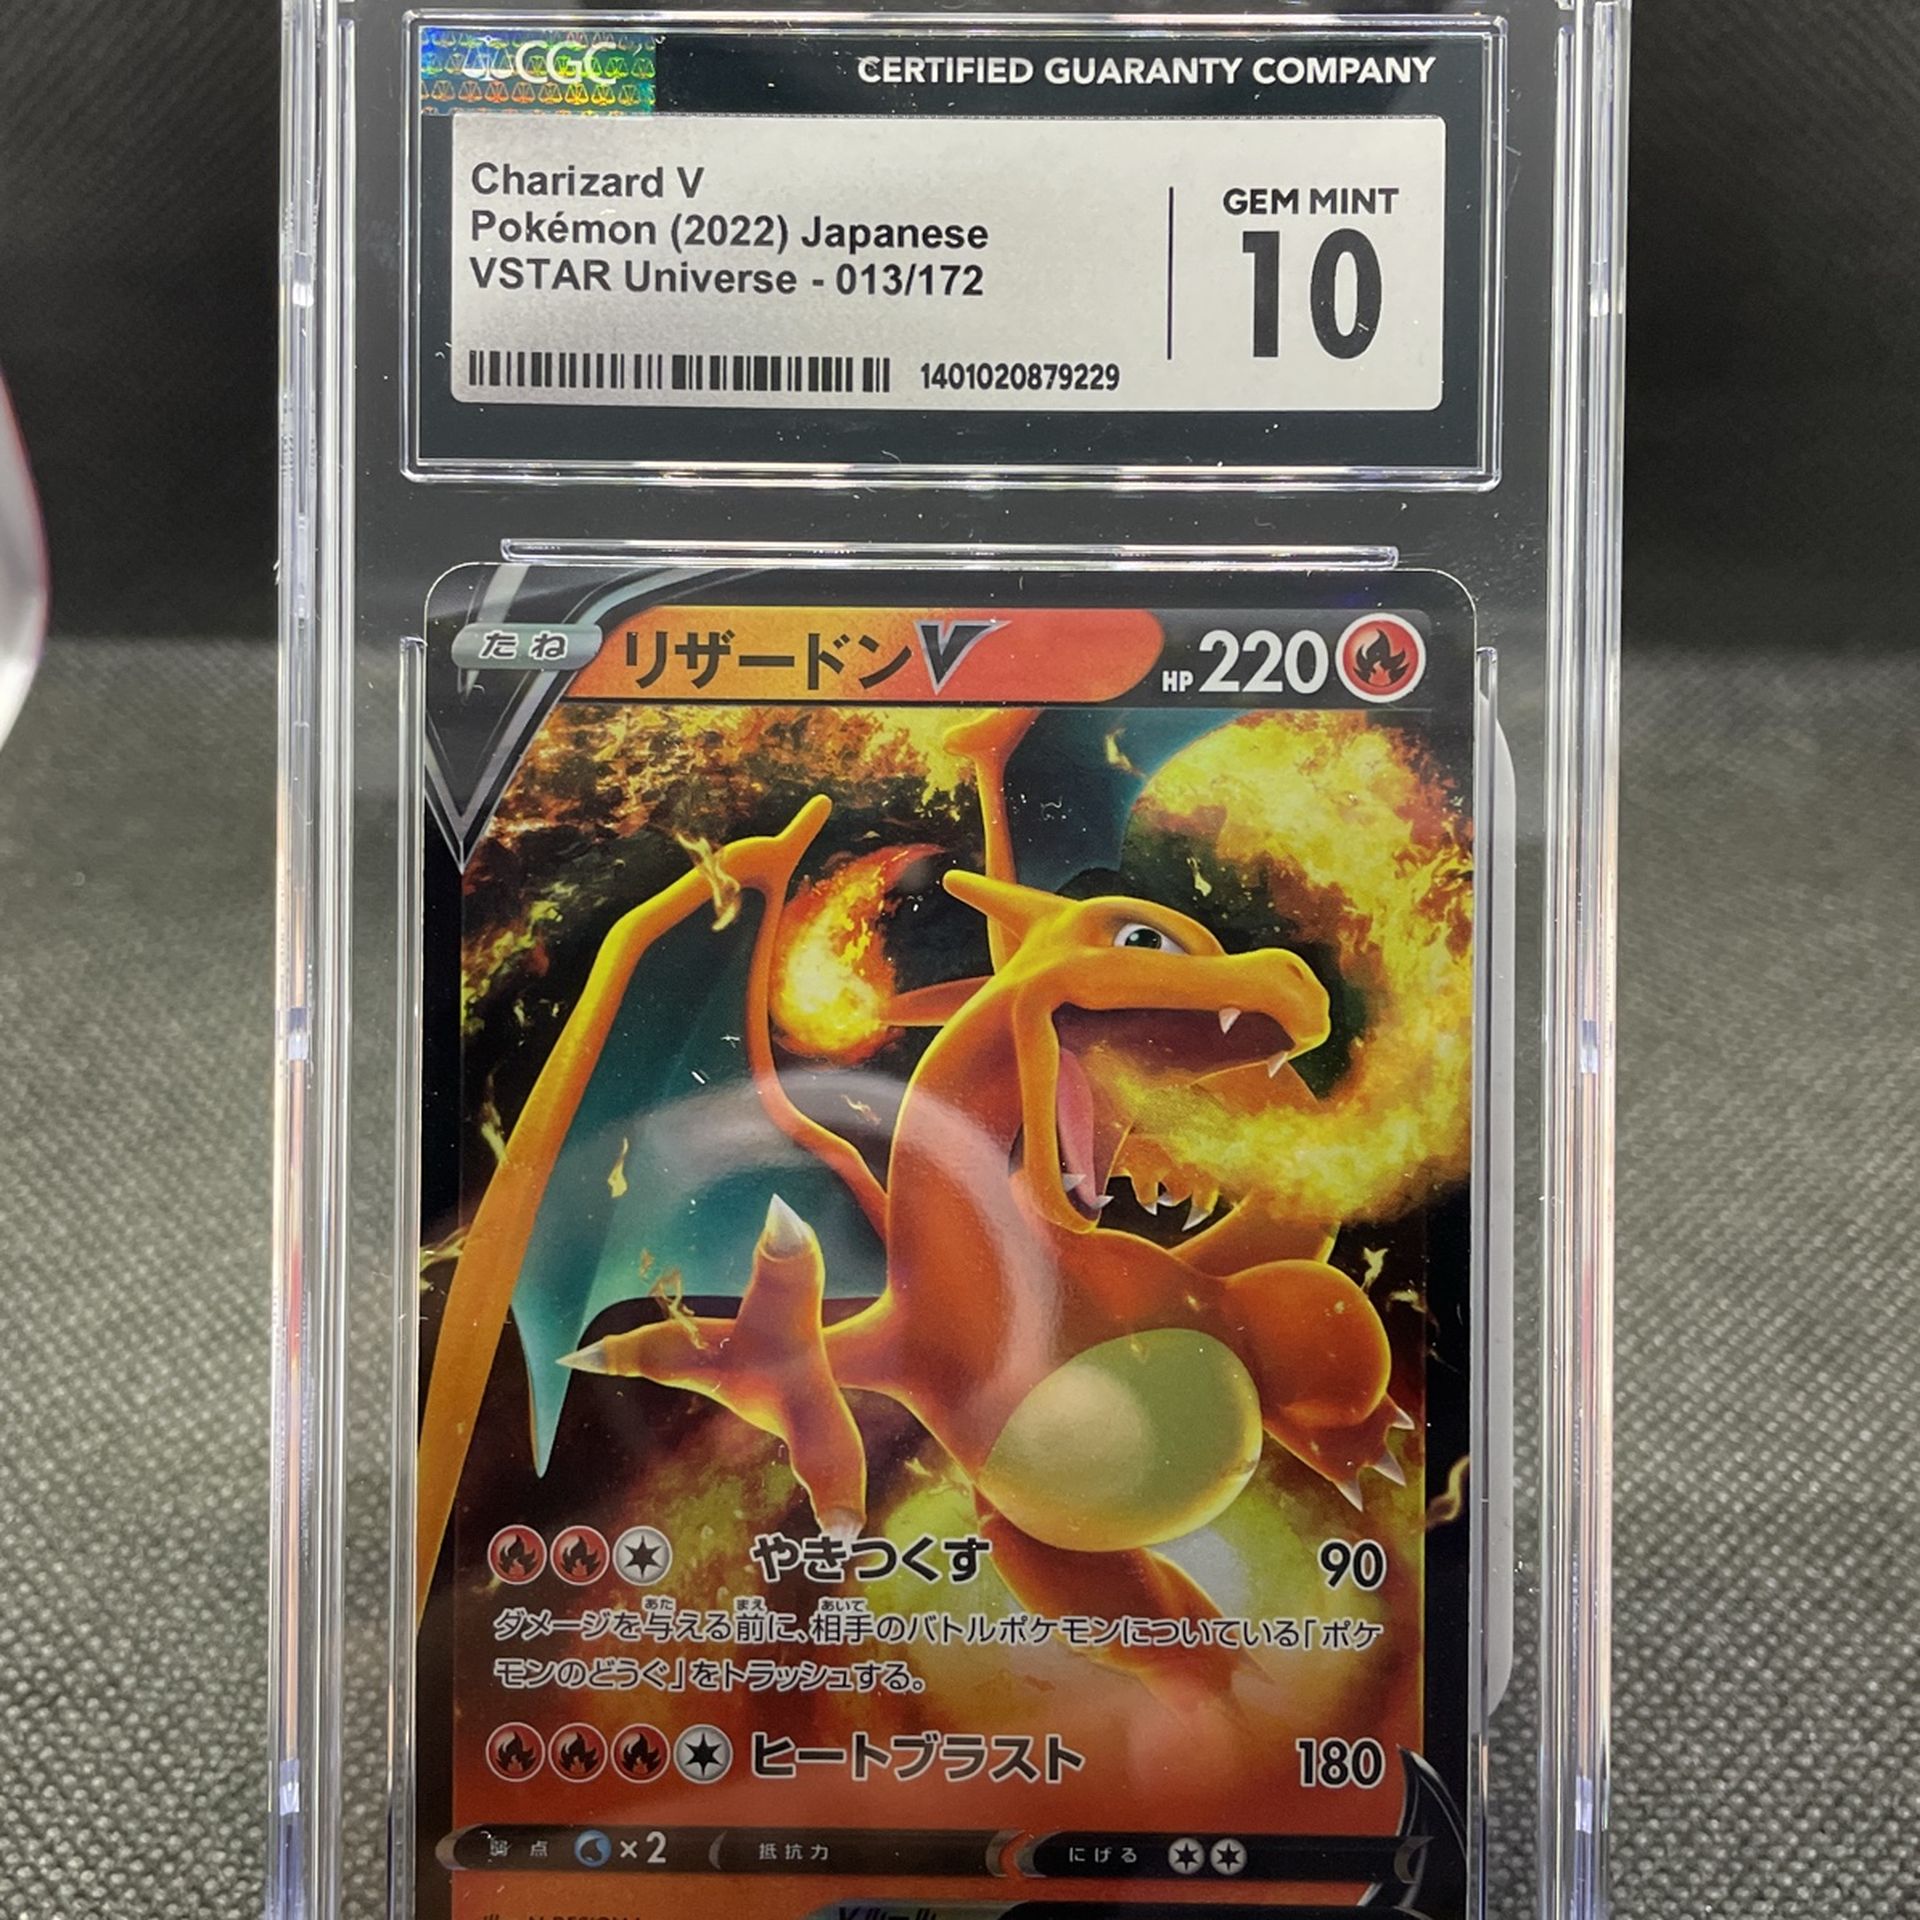 CGC
CERTIFIED GUARANTY COMPANY
Charizard V
Pokémon (2022) Japanese
VSTAR Universe - 013/172
GEM MINT
10
1401020879229
たね
リザードンV
HP220
やきつくす 90
ダメージを与える前に、相手のバトルポケモンについている「ポケ
モンのどうぐ」をトラッシュする。
ヒートブラスト 180
弱点 ×2 抵抗力 にげる